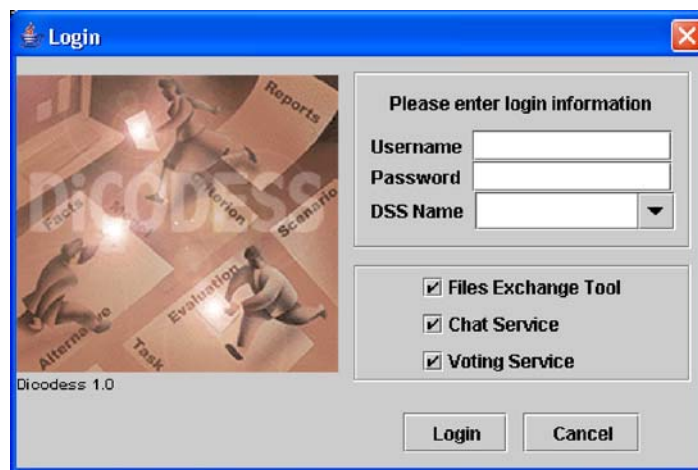 Login
Reports
DiCODESS
Facts
Criterion
Scenario
Evaluation
Alternative
Task
Dicodess 1.0
Please enter login information
Username
Password
DSS Name
Files Exchange Tool
Chat Service
Voting Service
Login
Cancel